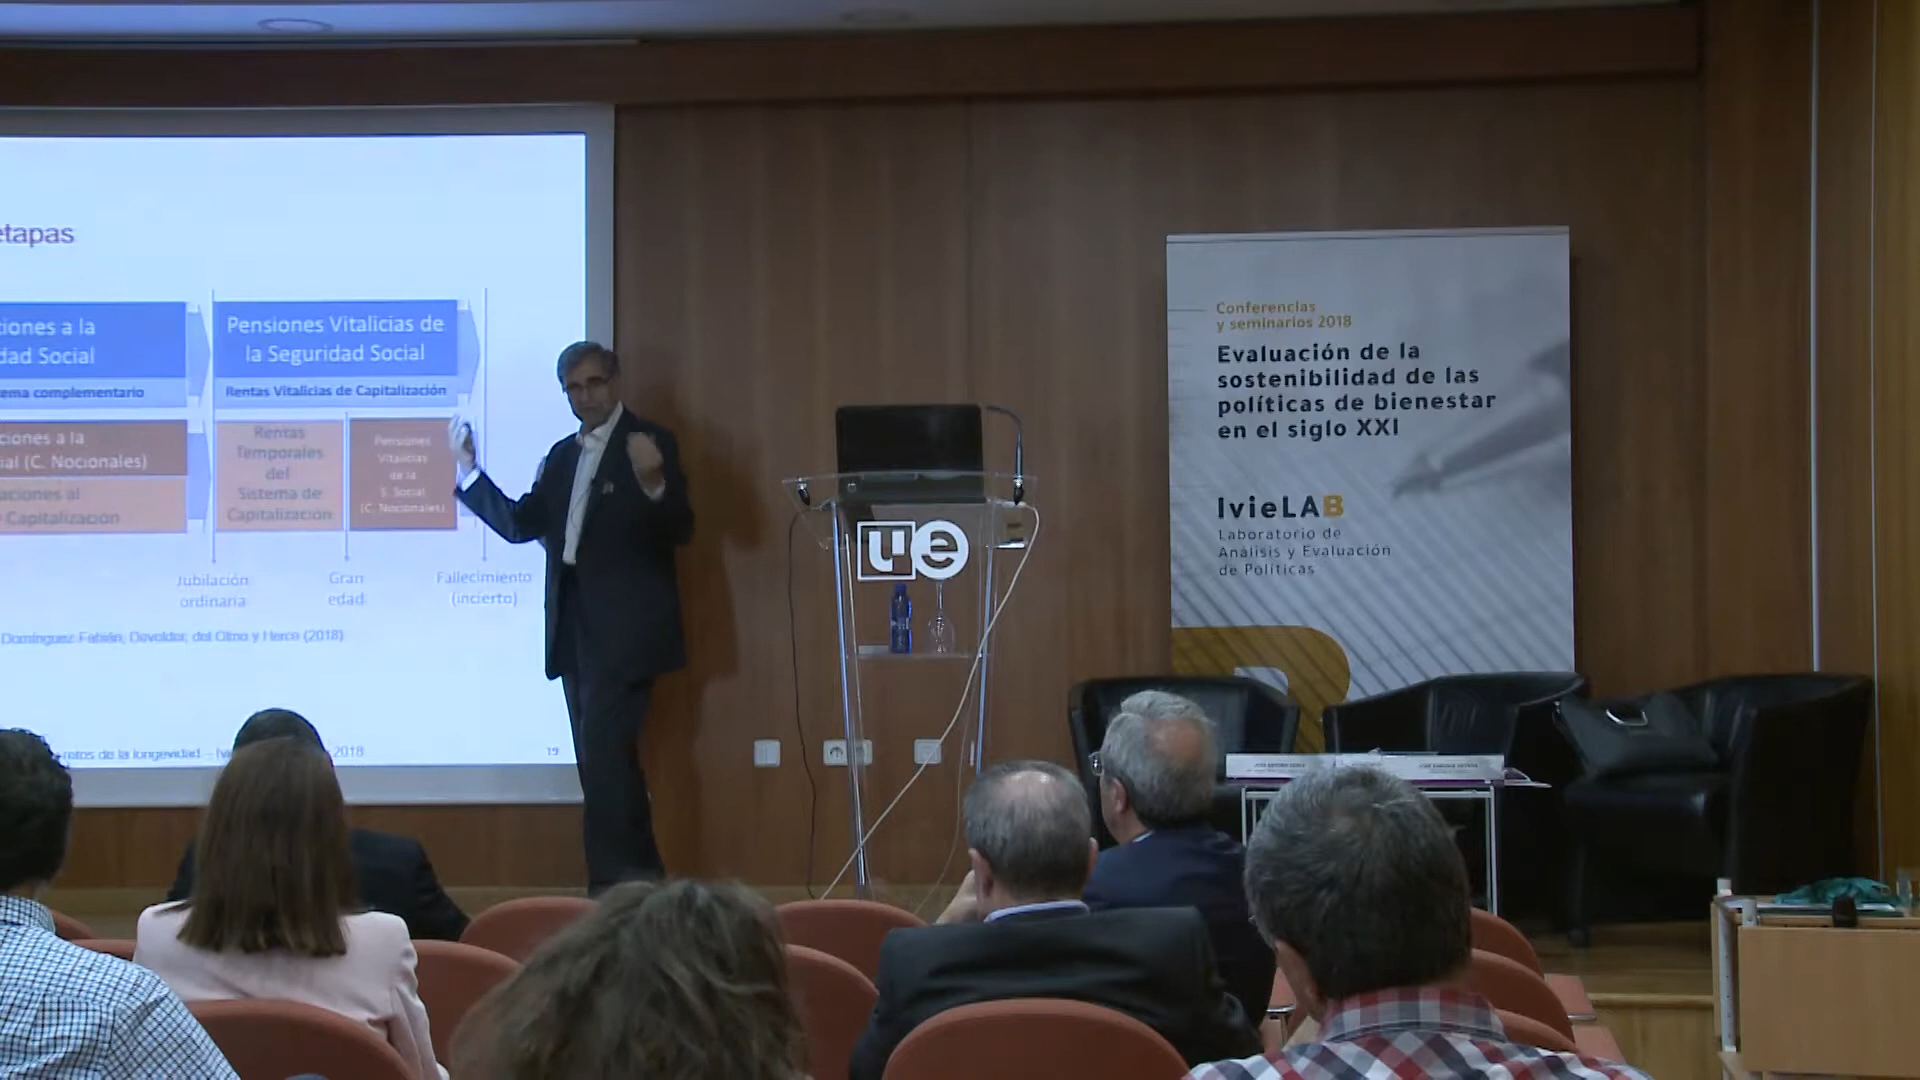 etapas
ciones a la
dad Social
ema complementario
Pensiones Vitalicias de
la Seguridad Social
Rentas Vitalicias de Capitalización
ciones a la
ial (C. Nocionales)
aciones al
Capitalización
Rentas
Temporales
del
Sistema de
Capitalización
Pensiones
Vitalicias
de la
S. Social
(C. Nocionales)
Jubilación
ordinaria
Gran
edad
Fallecimiento
(incierto)
Domínguez-Fabián, Devolder, del Olmo y Herce (2018)
retos de la longevidad – Ivie
2018
19
ue
Conferencias
y seminarios 2018
Evaluación de la
sostenibilidad de las
políticas de bienestar
en el siglo XXI
IvieLAB
Laboratorio de
Análisis y Evaluación
de Políticas